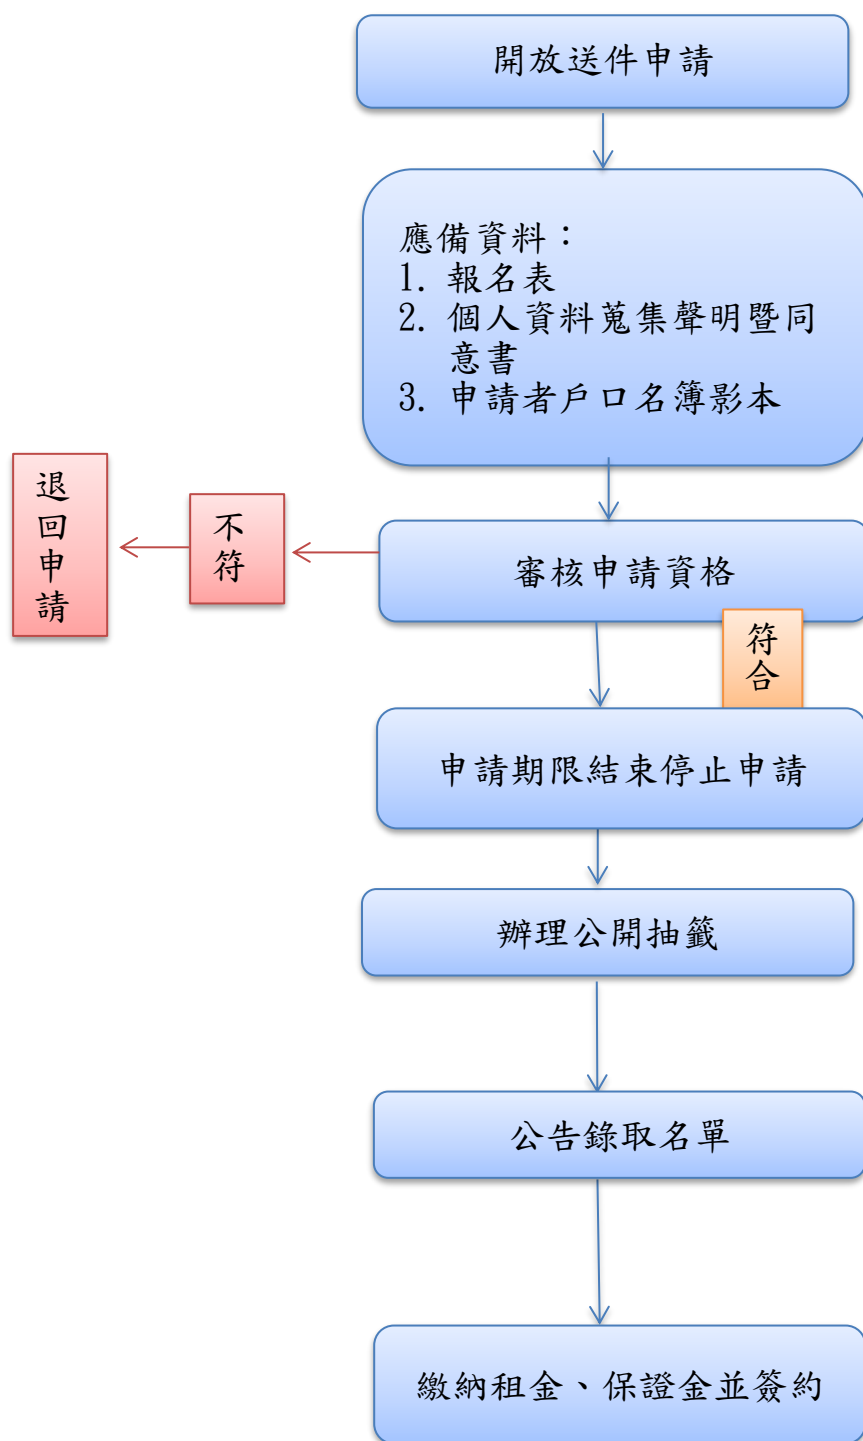 開放送件申請
應備資料：
1. 報名表
2. 個人資料蒐集聲明暨同
意書
3. 申請者戶口名簿影本
退回申請
不符
審核申請資格
符合
申請期限結束停止申請
辦理公開抽籤
公告錄取名單
繳納租金、保證金並簽約